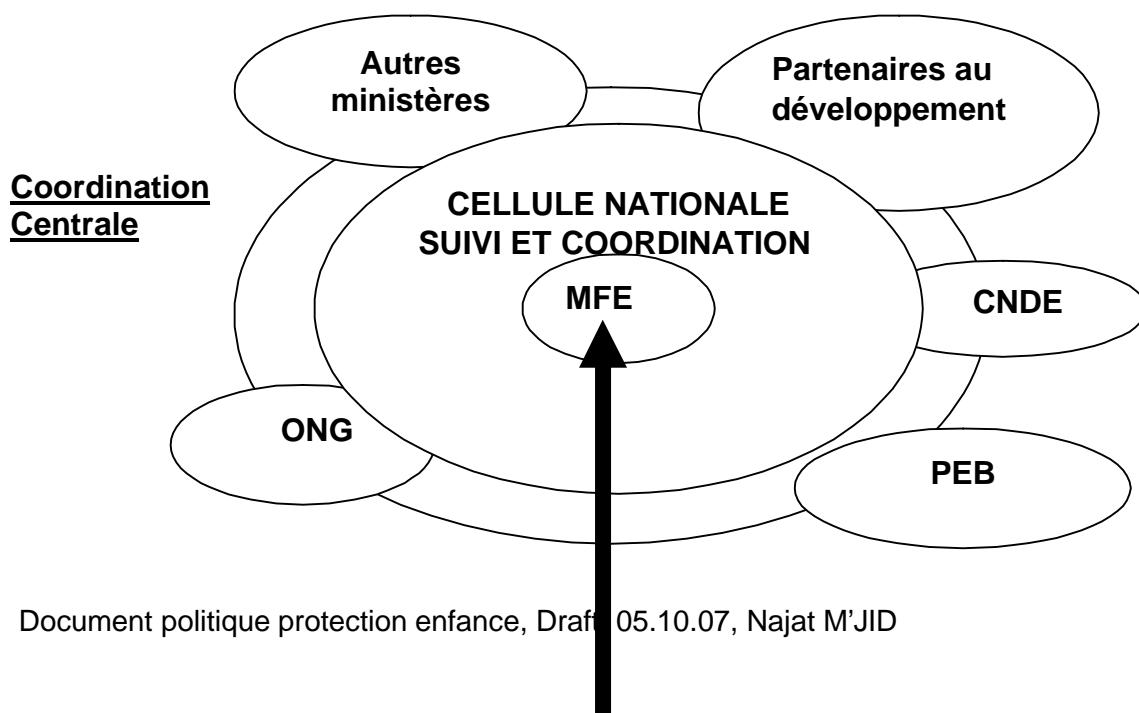 Autres
ministères
Partenaires au
développement
Coordination
Centrale
CELLULE NATIONALE
SUIVI ET COORDINATION
MFE
CNDE
ONG
PEB
Document politique protection enfance, Draft 05.10.07, Najat M'JID